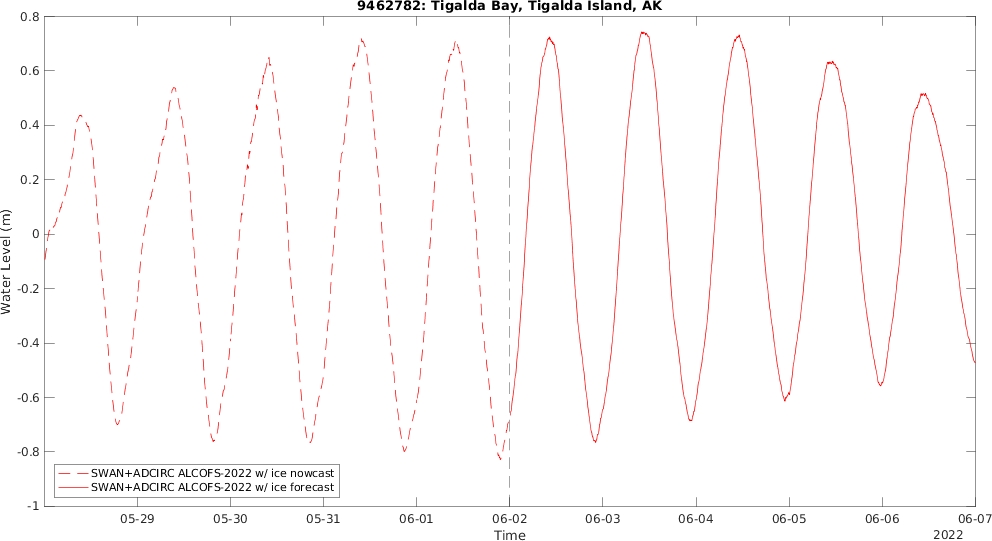 9462782: Tigalda Bay, Tigalda Island, AK
0.8
0.6
0.4
0.2
0
-0.2
-0.4
-0.6
-0.8
-1
Water Level (m)
SWAN+ADCIRC ALCOFS-2022 w/ ice nowcast
SWAN+ADCIRC ALCOFS-2022 w/ ice forecast
05-29 05-30 05-31 06-01 06-02 06-03 06-04 06-05 06-06 06-07
Time
2022